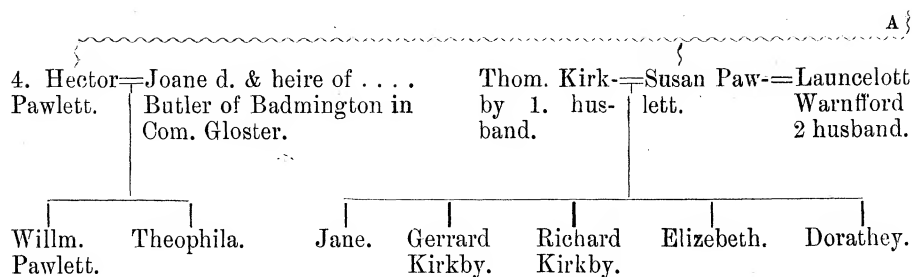 A
4. Hector Joane d. & heire of . . . .
Pawlett. Butler of Badmington in
Com. Gloster.
Thom. Kirk-
by 1. hus-
band.
Susan Paw-
lett.
Launcelott
Warnfford
2 husband.
Willm.
Pawlett.
Theophila.
Jane.
Gerrard
Kirkby.
Richard
Kirkby.
Elizebeth.
Dorathey.